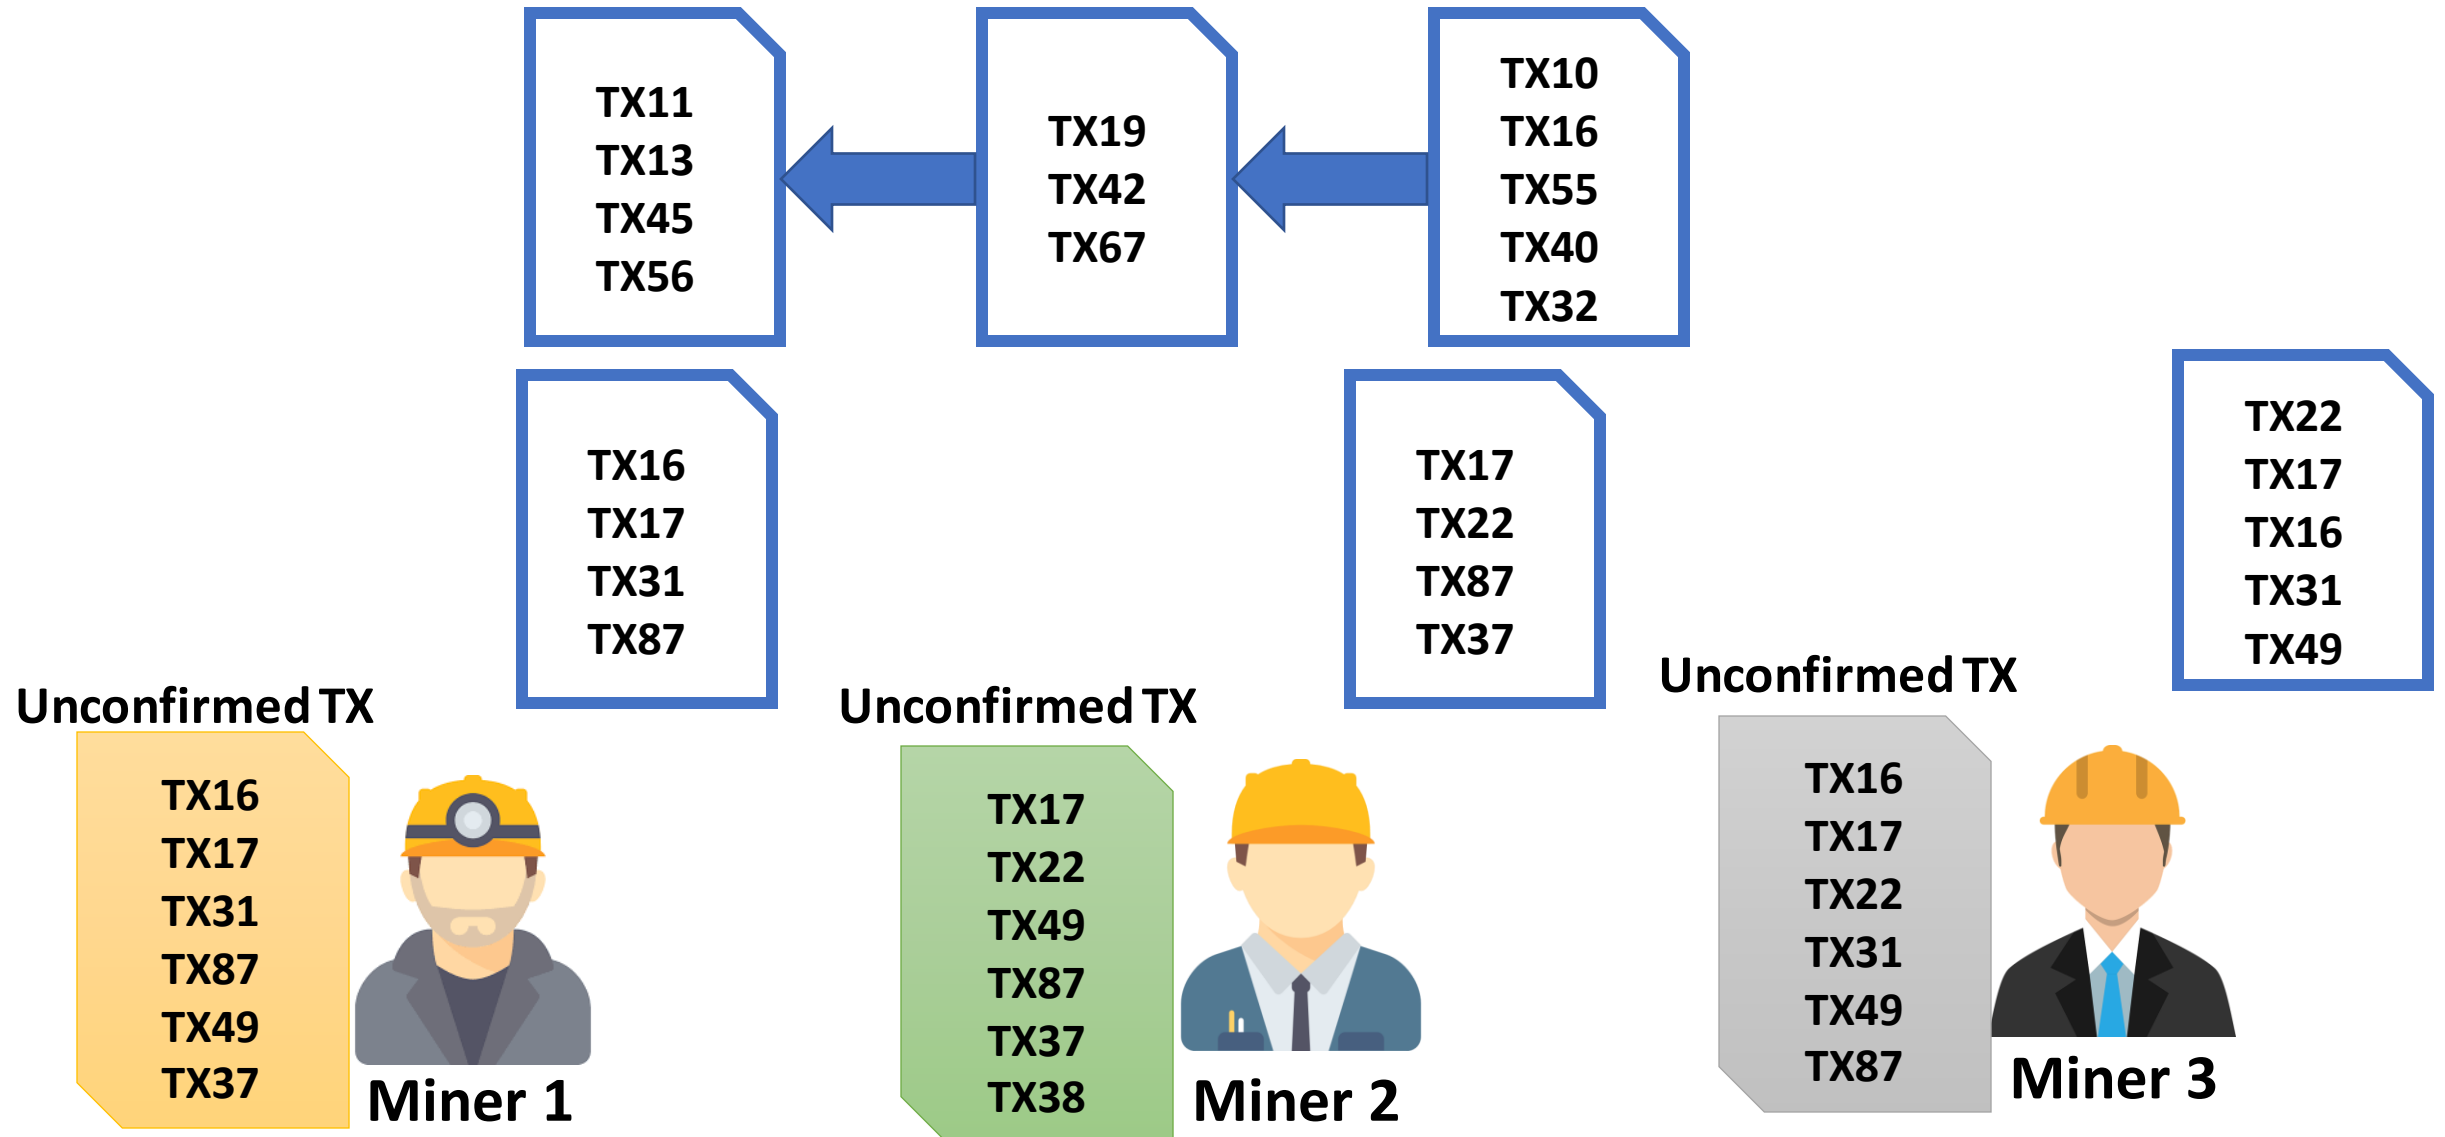 TX11
TX13
TX45
TX56
TX19
TX42
TX67
TX10
TX16
TX55
TX40
TX32
TX16
TX17
TX31
TX87
TX17
TX22
TX87
TX37
TX22
TX17
TX16
TX31
TX49
Unconfirmed TX
TX16
TX17
TX31
TX87
TX49
TX37
Miner 1
Unconfirmed TX
TX17
TX22
TX49
TX87
TX37
TX38
Miner 2
Unconfirmed TX
TX16
TX17
TX22
TX31
TX49
TX87
Miner 3